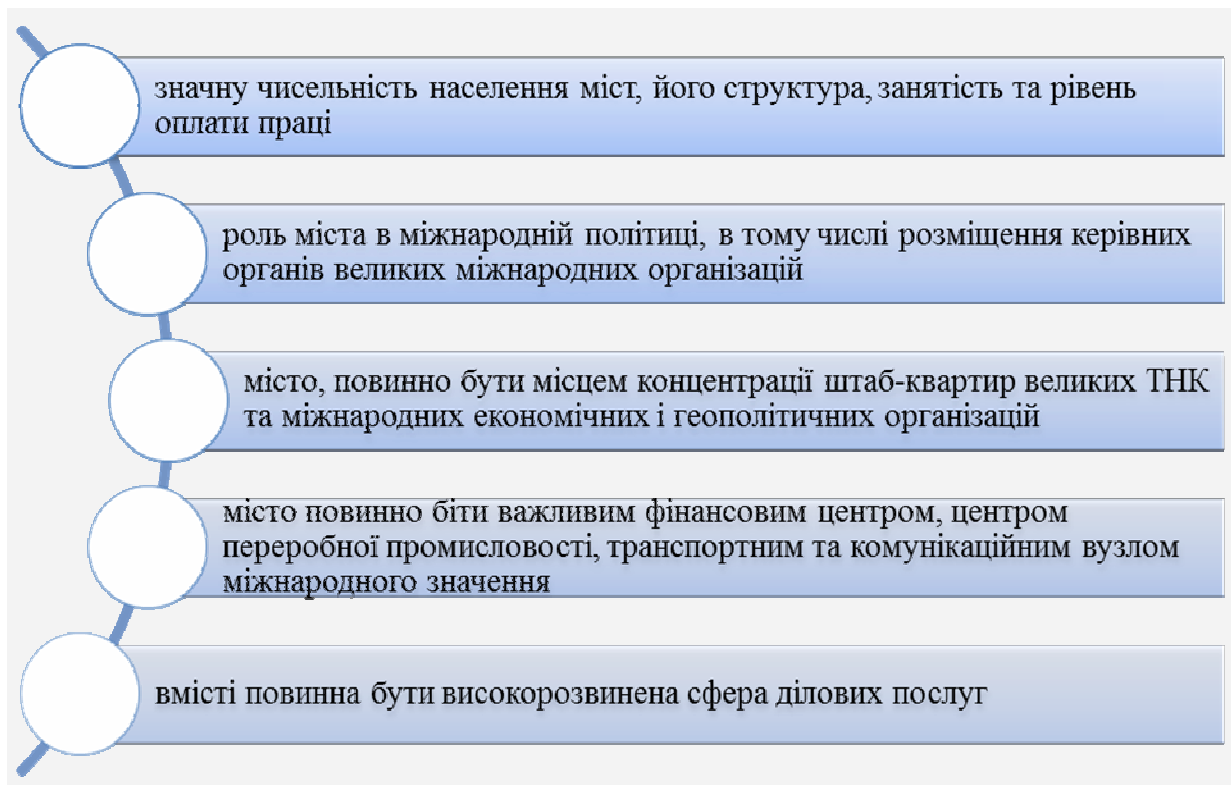 значну чисельність населення міст, його структура, занятість та рівень
оплати праці
роль міста в міжнародній політиці, в тому числі розміщення керівних
органів великих міжнародних організацій
місто, повинно бути місцем концентрації штаб-квартир великих ТНК
та міжнародних економічних і геополітичних організацій
місто повинно біти важливим фінансовим центром, центром
переробної промисловості, транспортним та комунікаційним вузлом
міжнародного значення
вмісті повинна бути високорозвинена сфера ділових послуг